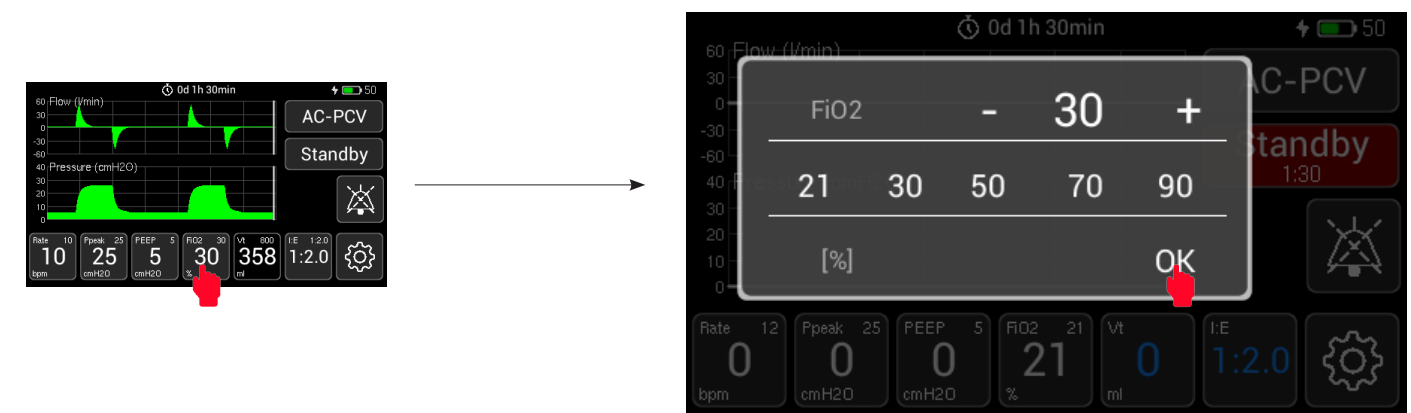 0d 1h 30min 50
60 Flow (l/min)
30
0
-30
-60
AC-PCV
Standby
40 Pressure (cmH2O)
30
20
10
0
Rate 10 Ppeak 25 PEEP 5 FiO2 30 Vt 800 I:E 1:2.0
10 25 5 30 358 1:2.0
bpm cmH2O cmH2O % ml
0d 1h 30min 50
60 Flow (l/min)
30
0
-30
-60
AC-PCV
Standby
1:30
40
30
20
10
0
FiO2 - 30 +
21 30 50 70 90
[%] OK
Rate 12 Ppeak 25 PEEP 5 FiO2 21 Vt I:E
0 0 0 21 0 1:2.0
bpm cmH2O cmH2O % ml